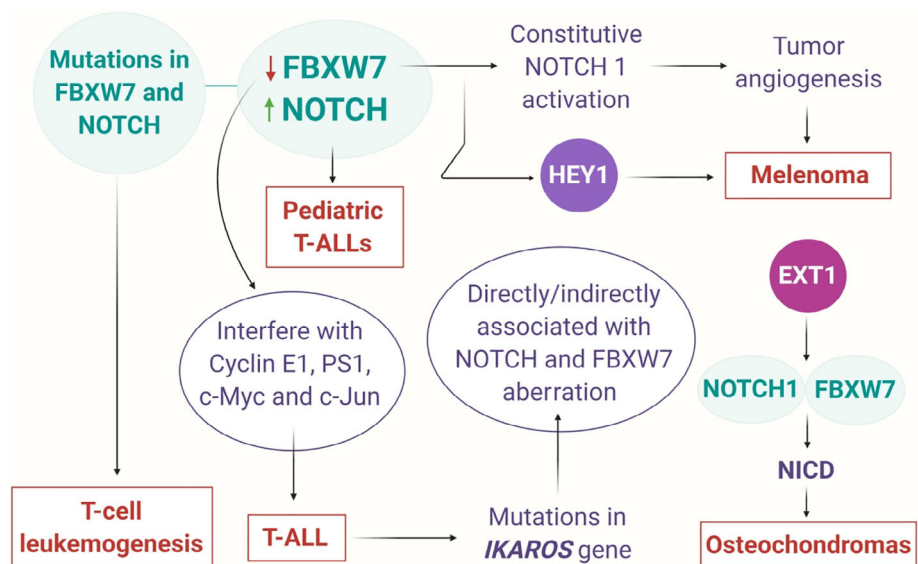 Mutations in
FBXW7 and
NOTCH
↓ FBXW7
↑ NOTCH
Constitutive
NOTCH 1
activation
Tumor
angiogenesis
HEY1
Melenoma
Pediatric
T-ALLs
EXT1
Interfere with
Cyclin E1, PS1,
c-Myc and c-Jun
Directly/indirectly
associated with
NOTCH and FBXW7
aberration
NOTCH1
FBXW7
NICD
T-cell
leukemogenesis
T-ALL
Mutations in
IKAROS gene
Osteochondromas